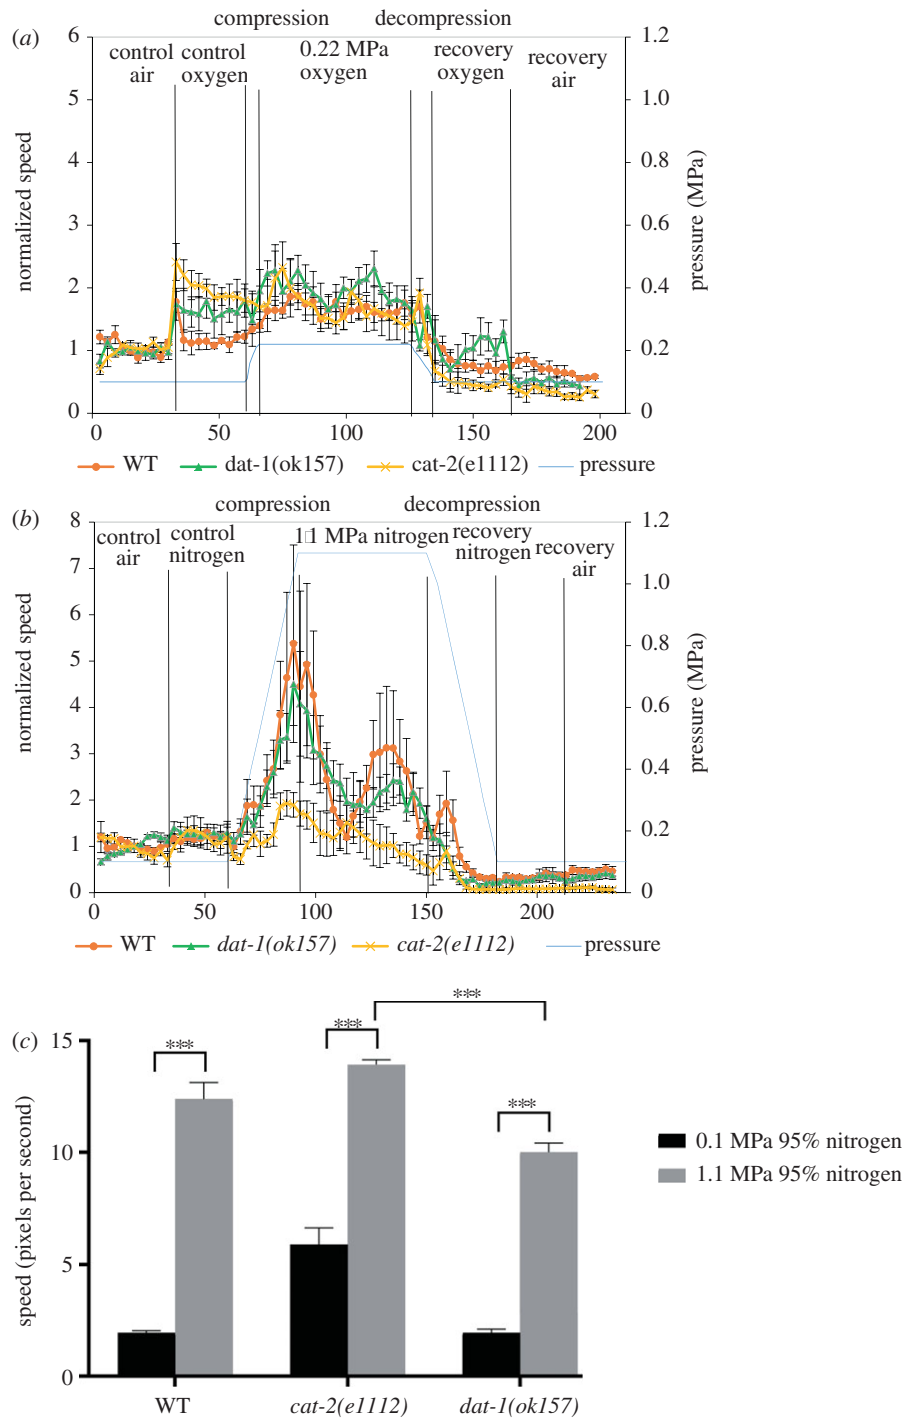 compression decompression
(a)
6 1.2
control air
control oxygen
0.22 MPa oxygen
recovery oxygen
recovery air
5 1.0
4 0.8
3 0.6
2 0.4
1 0.2
0 0
normalized speed
pressure (MPa)
0 50 100 150 200
WT dat-1(ok157) cat-2(e1112) pressure
compression decompression
(b)
8 1.2
control air
control nitrogen
1.1 MPa nitrogen
recovery nitrogen
recovery air
7
6 1.0
5 0.8
4 0.6
3
2 0.4
1 0.2
0 0
normalized speed
pressure (MPa)
0 50 100 150 200
WT dat-1(ok157) cat-2(e1112) pressure
(c)
15
10
5
0
speed (pixels per second)
***
***
***
***
0.1 MPa 95% nitrogen
1.1 MPa 95% nitrogen
WT cat-2(e1112) dat-1(ok157)